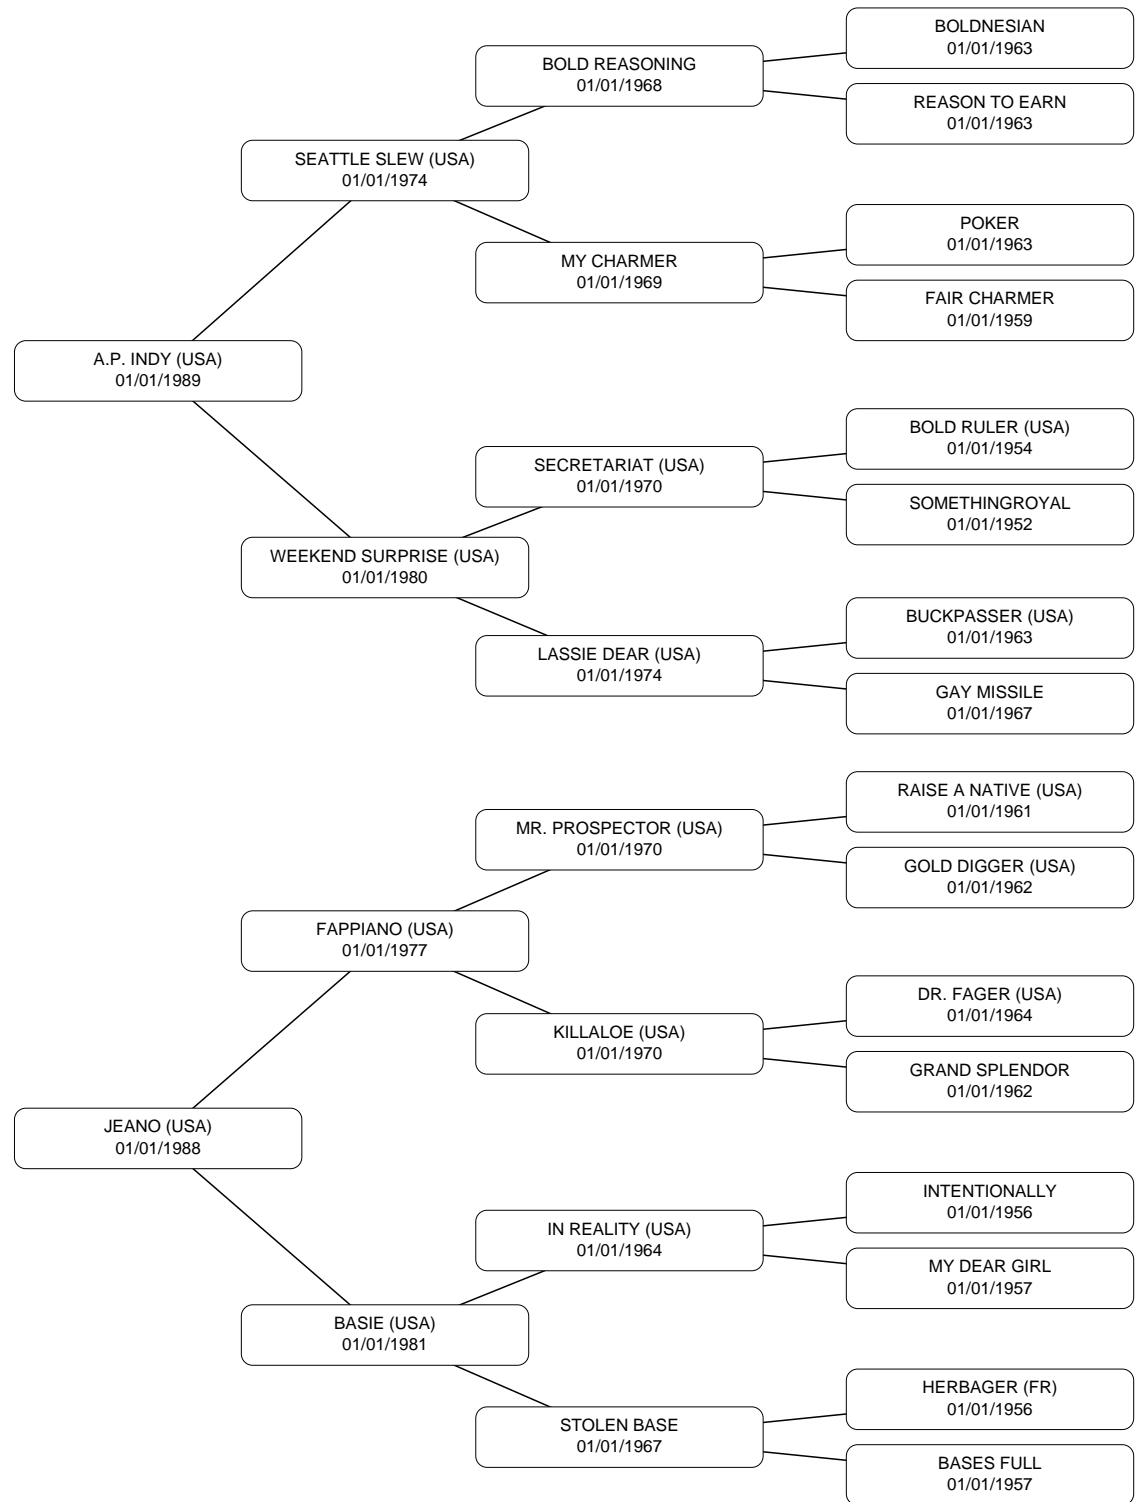 BOLDNESIAN
01/01/1963
BOLD REASONING
01/01/1968
REASON TO EARN
01/01/1963
SEATTLE SLEW (USA)
01/01/1974
POKER
01/01/1963
MY CHARMER
01/01/1969
FAIR CHARMER
01/01/1959
A.P. INDY (USA)
01/01/1989
BOLD RULER (USA)
01/01/1954
SECRETARIAT (USA)
01/01/1970
SOMETHINGROYAL
01/01/1952
WEEKEND SURPRISE (USA)
01/01/1980
BUCKPASSER (USA)
01/01/1963
LASSIE DEAR (USA)
01/01/1974
GAY MISSILE
01/01/1967
RAISE A NATIVE (USA)
01/01/1961
MR. PROSPECTOR (USA)
01/01/1970
GOLD DIGGER (USA)
01/01/1962
FAPPIANO (USA)
01/01/1977
DR. FAGER (USA)
01/01/1964
KILLALOE (USA)
01/01/1970
GRAND SPLENDOR
01/01/1962
JEANO (USA)
01/01/1988
INTENTIONALLY
01/01/1956
IN REALITY (USA)
01/01/1964
MY DEAR GIRL
01/01/1957
BASIE (USA)
01/01/1981
HERBAGER (FR)
01/01/1956
STOLEN BASE
01/01/1967
BASES FULL
01/01/1957